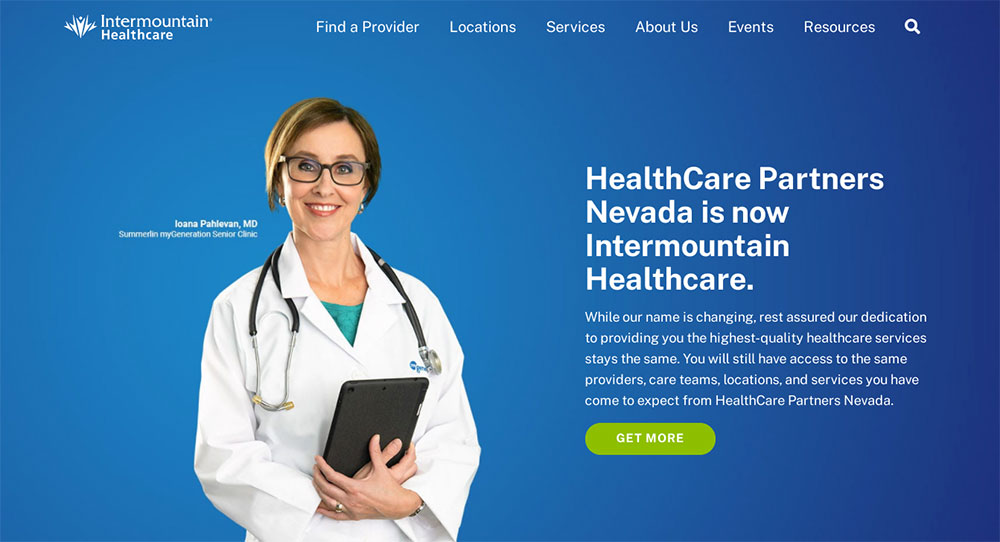 Intermountain®
Healthcare
Find a Provider Locations Services About Us Events Resources
Ioana Pahlevan, MD
Summerlin myGeneration Senior Clinic
HealthCare Partners
Nevada is now
Intermountain
Healthcare.
While our name is changing, rest assured our dedication
to providing you the highest-quality healthcare services
stays the same. You will still have access to the same
providers, care teams, locations, and services you have
come to expect from HealthCare Partners Nevada.
GET MORE